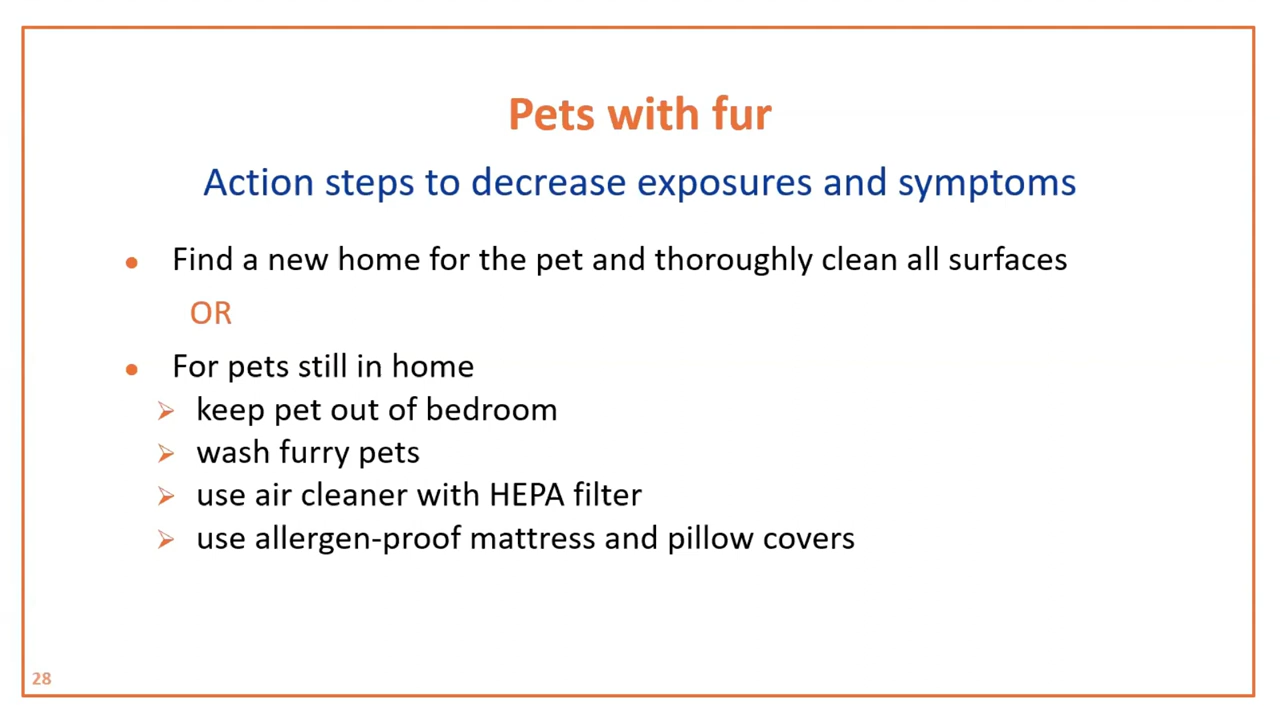 Pets with fur
Action steps to decrease exposures and symptoms
• Find a new home for the pet and thoroughly clean all surfaces
OR
• For pets still in home
➢ keep pet out of bedroom
➢ wash furry pets
➢ use air cleaner with HEPA filter
➢ use allergen-proof mattress and pillow covers
28